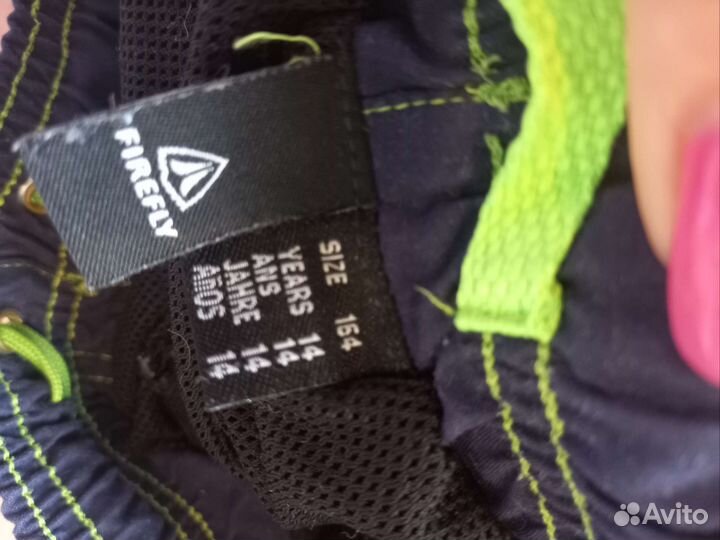 FIREFLY
SIZE 164
YEARS 14
ANS 14
JAHRE 14
AÑOS 14
Avito